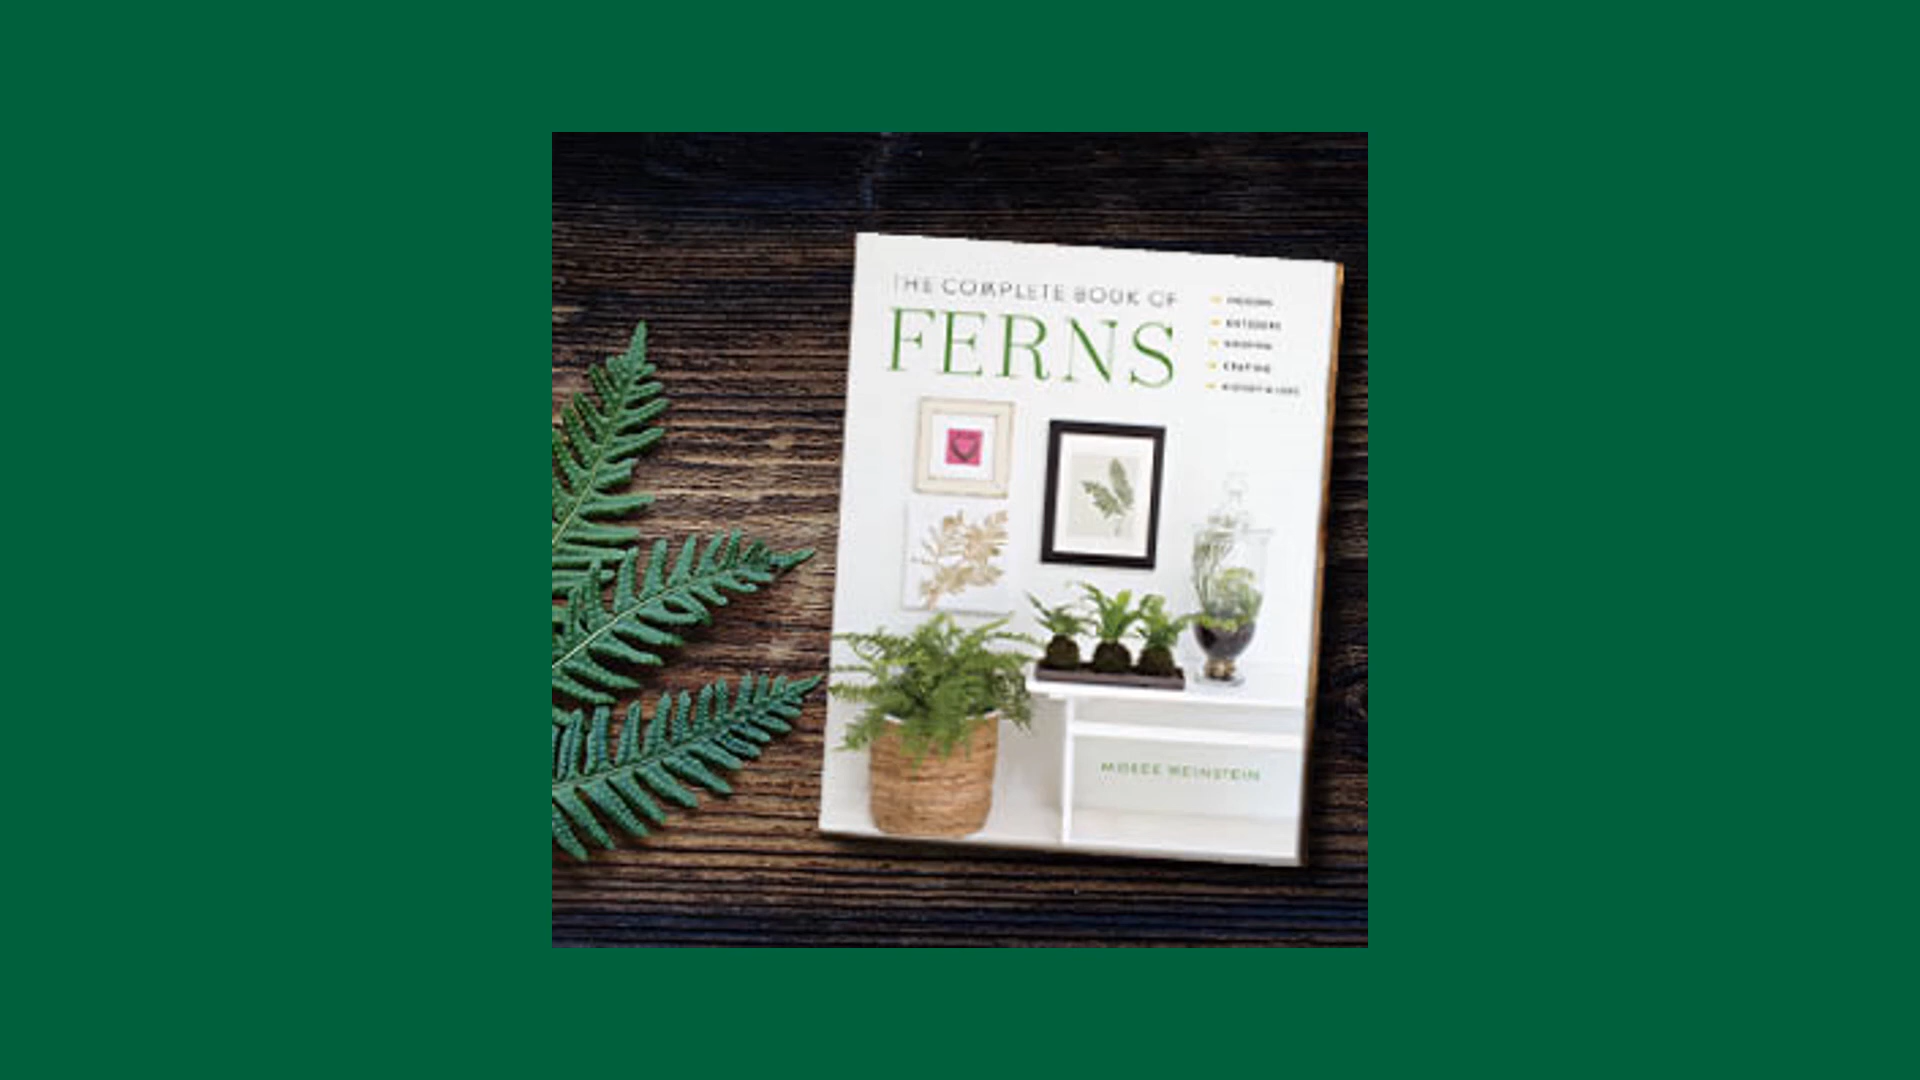 THE COMPLETE BOOK OF
FERNS
INDOORS
OUTDOORS
GROWING
CRAFTING
HISTORY & LORE
MOBEE WEINSTEIN